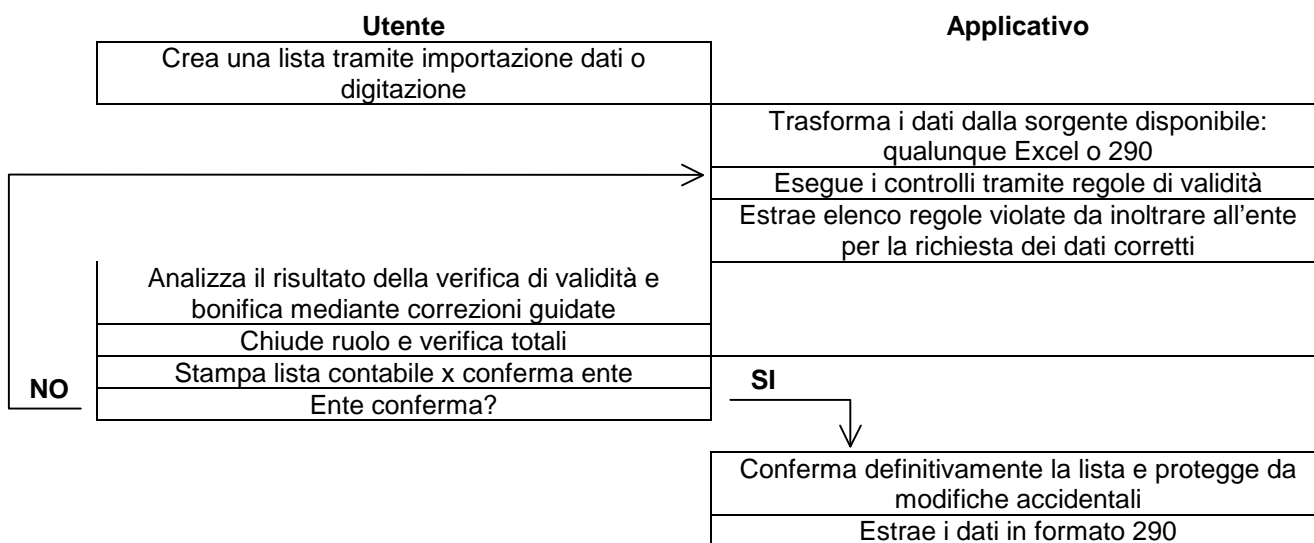 Utente
Applicativo
Crea una lista tramite importazione dati o
digitazione
Trasforma i dati dalla sorgente disponibile:
qualunque Excel o 290
Esegue i controlli tramite regole di validità
Estrae elenco regole violate da inoltrare all’ente
per la richiesta dei dati corretti
Analizza il risultato della verifica di validità e
bonifica mediante correzioni guidate
Chiude ruolo e verifica totali
Stampa lista contabile x conferma ente
NO
SI
Ente conferma?
Conferma definitivamente la lista e protegge da
modifiche accidentali
Estrae i dati in formato 290